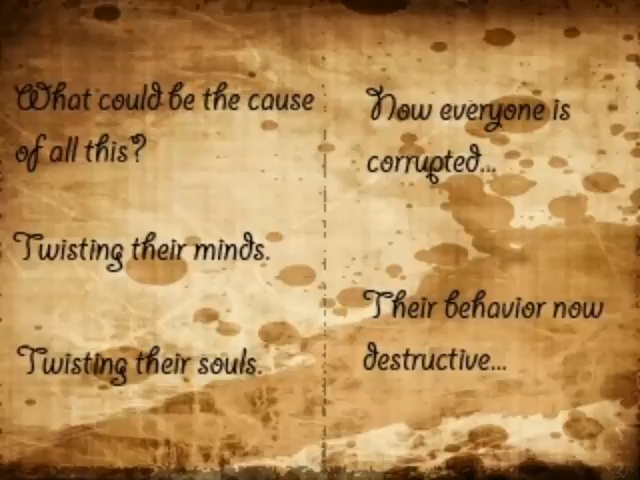 What could be the cause
of all this?
Twisting their minds.
Twisting their souls.
Now everyone is
corrupted...
Their behavior now
destructive...